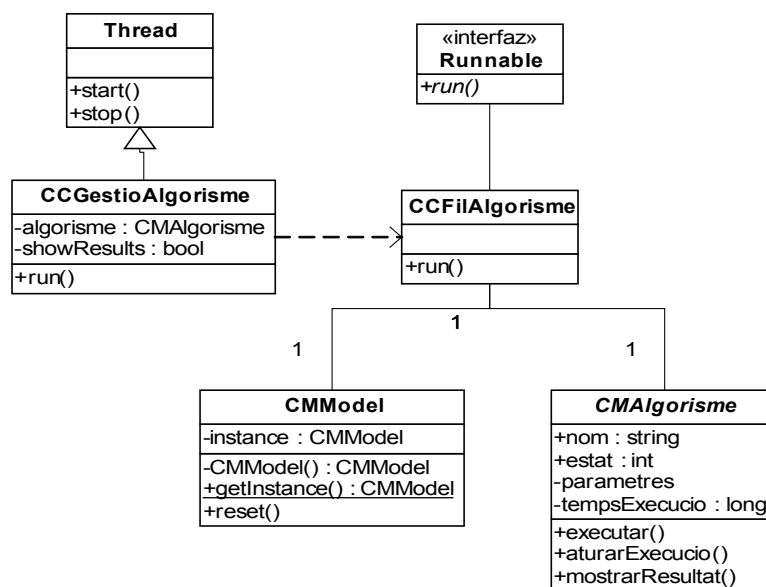 Thread
+start()
+stop()
«interfaz»
Runnable
+run()
CCGestioAlgorisme
-algorisme : CMAlgorisme
-showResults : bool
+run()
CCFilAlgorisme
+run()
1
1
1
CMModel
-instance : CMModel
-CMModel() : CMModel
+getInstance() : CMModel
+reset()
CMAlgorisme
+nom : string
+estat : int
-parametres
-tempsExecucio : long
+executar()
+aturarExecucio()
+mostrarResultat()